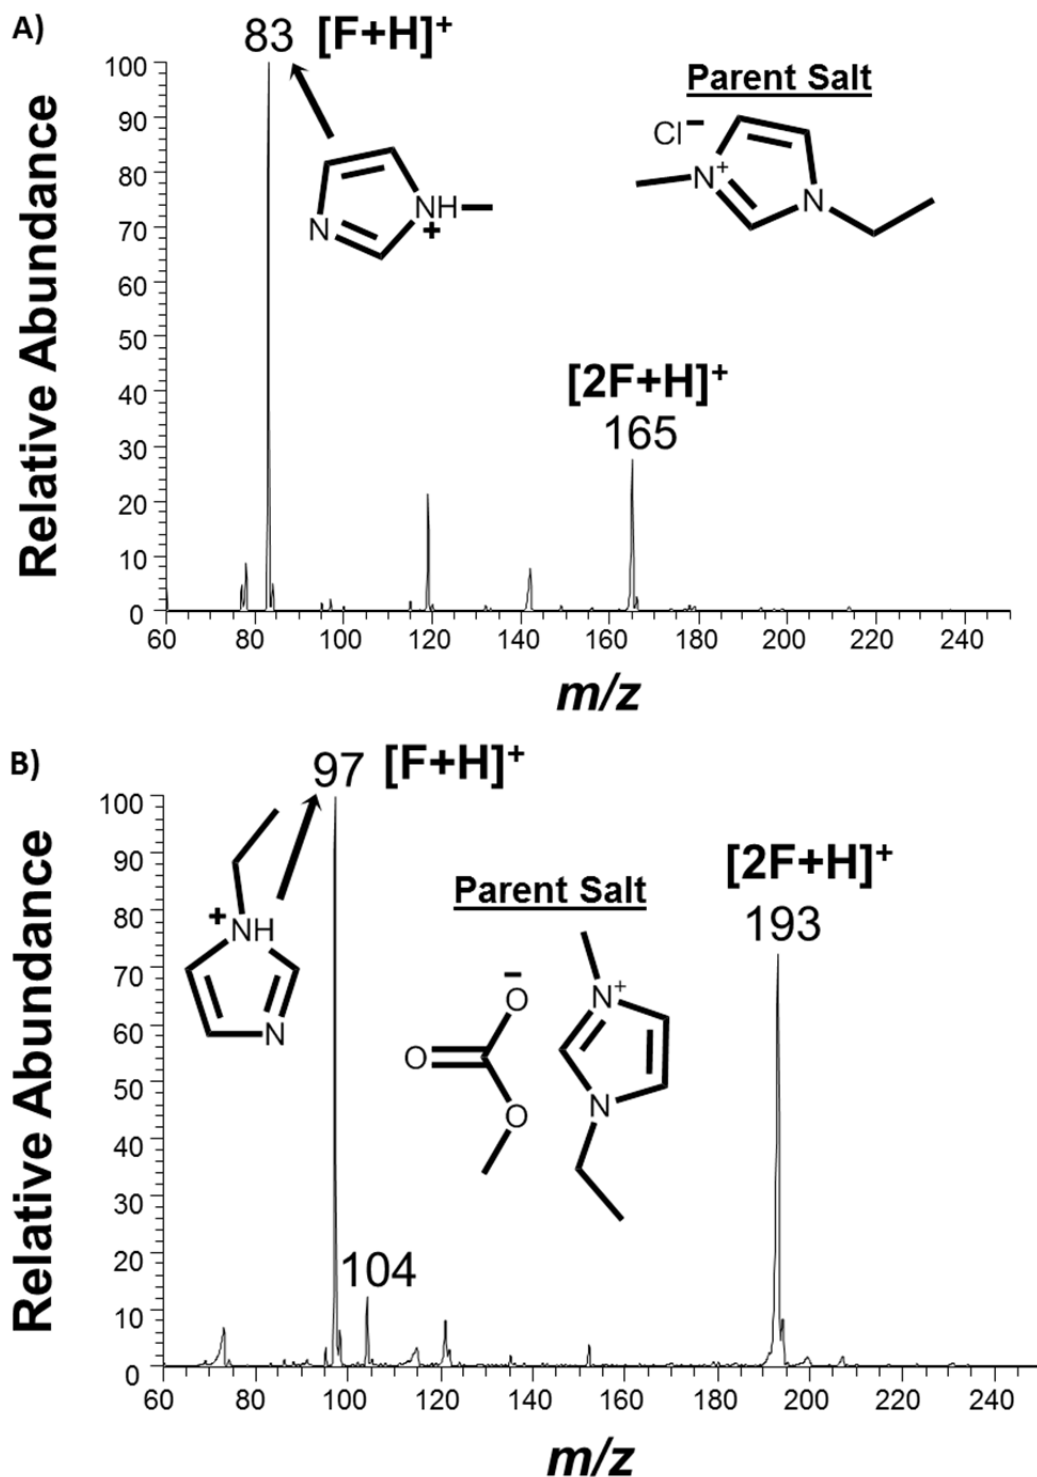 A)
83 [F+H]+
Parent Salt
Cl−
N+
N
NH
+
N
[2F+H]+
165
Relative Abundance
100
90
80
70
60
50
40
30
20
10
0
60 80 100 120 140 160 180 200 220 240
m/z
B)
97 [F+H]+
[2F+H]+
193
Parent Salt
+
NH
N
−
O
O
O
N+
N
104
Relative Abundance
100
90
80
70
60
50
40
30
20
10
0
60 80 100 120 140 160 180 200 220 240
m/z